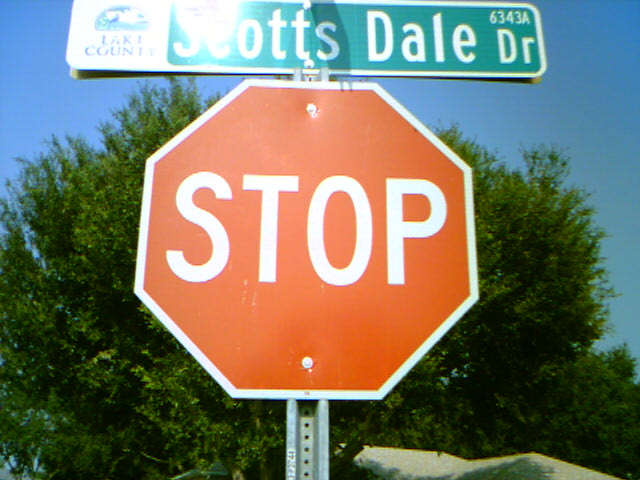 LAKE
COUNTY
Scotts Dale Dr
6343A
STOP